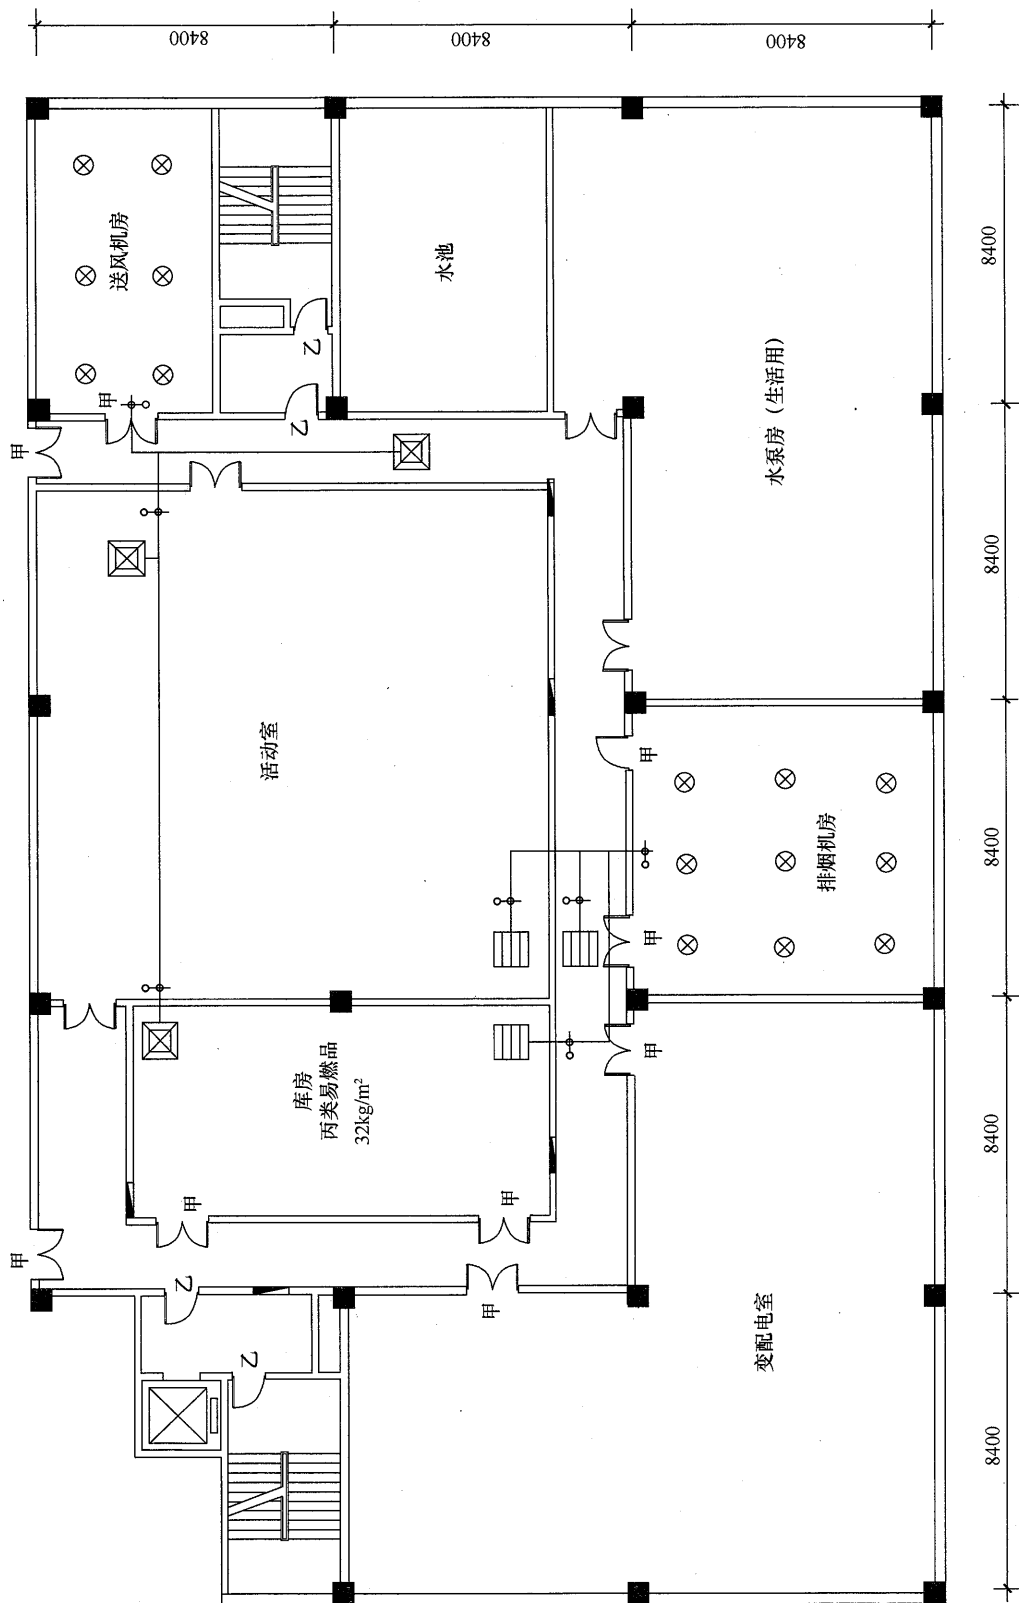 8400
8400
8400
送风机房
甲
甲
乙
乙
水池
水泵房（生活用）
8400
8400
活动室
甲
排烟机房
甲
8400
甲
库房
丙类易燃品
32kg/m²
甲
甲
8400
甲
乙
甲
乙
变配电室
8400